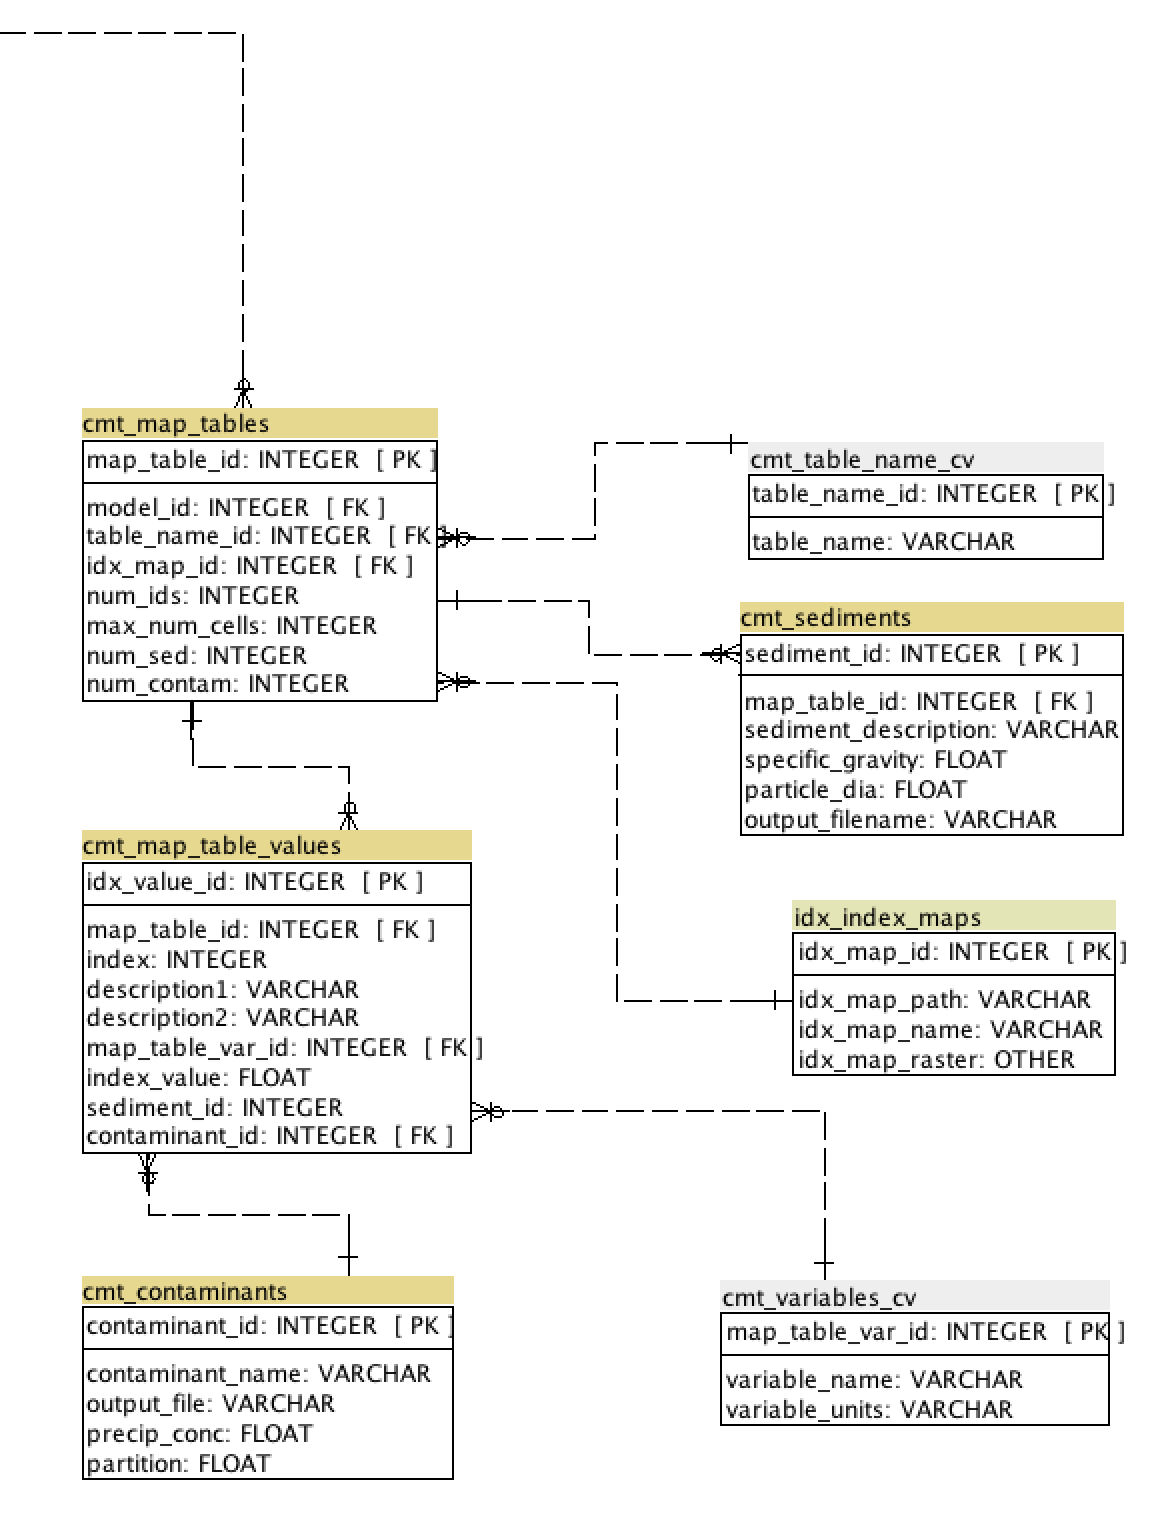 cmt_map_tables
map_table_id: INTEGER [ PK ]
model_id: INTEGER [ FK ]
table_name_id: INTEGER [ FK ]
idx_map_id: INTEGER [ FK ]
num_ids: INTEGER
max_num_cells: INTEGER
num_sed: INTEGER
num_contam: INTEGER
cmt_table_name_cv
table_name_id: INTEGER [ PK ]
table_name: VARCHAR
cmt_sediments
sediment_id: INTEGER [ PK ]
map_table_id: INTEGER [ FK ]
sediment_description: VARCHAR
specific_gravity: FLOAT
particle_dia: FLOAT
output_filename: VARCHAR
cmt_map_table_values
idx_value_id: INTEGER [ PK ]
map_table_id: INTEGER [ FK ]
index: INTEGER
description1: VARCHAR
description2: VARCHAR
map_table_var_id: INTEGER [ FK ]
index_value: FLOAT
sediment_id: INTEGER
contaminant_id: INTEGER [ FK ]
idx_index_maps
idx_map_id: INTEGER [ PK ]
idx_map_path: VARCHAR
idx_map_name: VARCHAR
idx_map_raster: OTHER
cmt_contaminants
contaminant_id: INTEGER [ PK ]
contaminant_name: VARCHAR
output_file: VARCHAR
precip_conc: FLOAT
partition: FLOAT
cmt_variables_cv
map_table_var_id: INTEGER [ PK ]
variable_name: VARCHAR
variable_units: VARCHAR